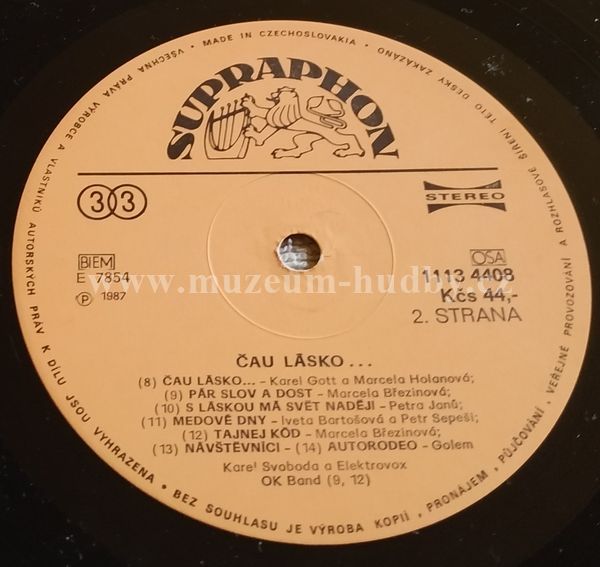 VŠECHNA PRÁVA VÝROBCE A VLASTNÍKŮ AUTORSKÝCH PRÁV K DÍLU JSOU VYHRAZENA • BEZ SOUHLASU JE VÝROBA KOPIÍ, PRONÁJEM, PŮJČOVÁNÍ, VEŘEJNÉ PROVOZOVÁNÍ A ROZHLASOVÉ ŠÍŘENÍ TÉTO DESKY ZAKÁZÁNO • MADE IN CZECHOSLOVAKIA •
SUPRAPHON
33
STEREO
BIEM
E 7354
℗ 1987
OSA
1113 4408
Kčs 44,-
2. STRANA
www.muzeum-hudby.cz
ČAU LÁSKO ...
(8) ČAU LÁSKO... – Karel Gott a Marcela Holanová;
(9) PÁR SLOV A DOST – Marcela Březinová;
(10) S LÁSKOU MÁ SVĚT NADĚJI – Petra Janů;
(11) MEDOVÉ DNY – Iveta Bartošová a Petr Sepeši;
(12) TAJNEJ KÓD – Marcela Březinová;
(13) NÁVŠTĚVNÍCI – (14) AUTORODEO – Golem
Karel Svoboda a Elektrovox
OK Band (9, 12)